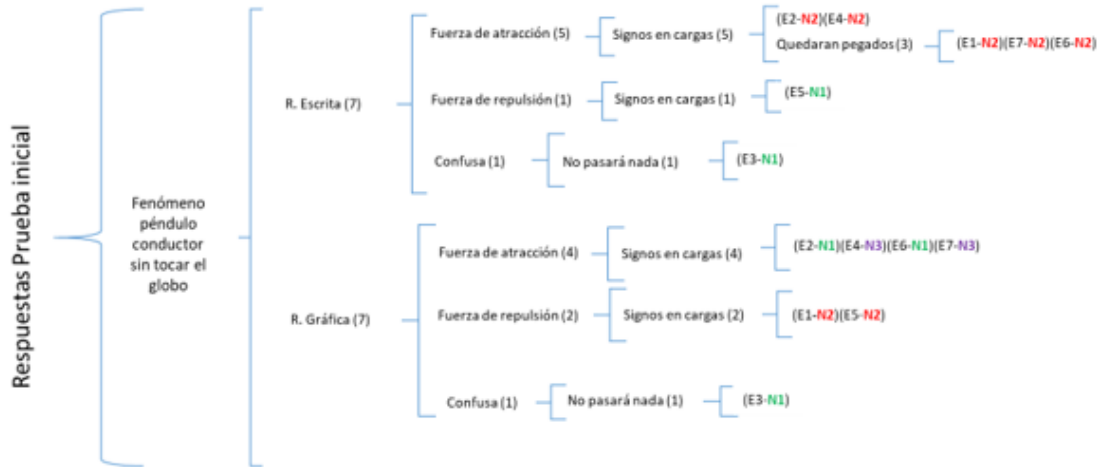 Respuestas Prueba inicial
Fenómeno
péndulo
conductor
sin tocar el
globo
R. Escrita (7)
Fuerza de atracción (5)
Signos en cargas (5)
(E2-N2)(E4-N2)
Quedaran pegados (3)
(E1-N2)(E7-N2)(E6-N2)
Fuerza de repulsión (1)
Signos en cargas (1)
(E5-N1)
Confusa (1)
No pasará nada (1)
(E3-N1)
R. Gráfica (7)
Fuerza de atracción (4)
Signos en cargas (4)
(E2-N1)(E4-N3)(E6-N1)(E7-N3)
Fuerza de repulsión (2)
Signos en cargas (2)
(E1-N2)(E5-N2)
Confusa (1)
No pasará nada (1)
(E3-N1)